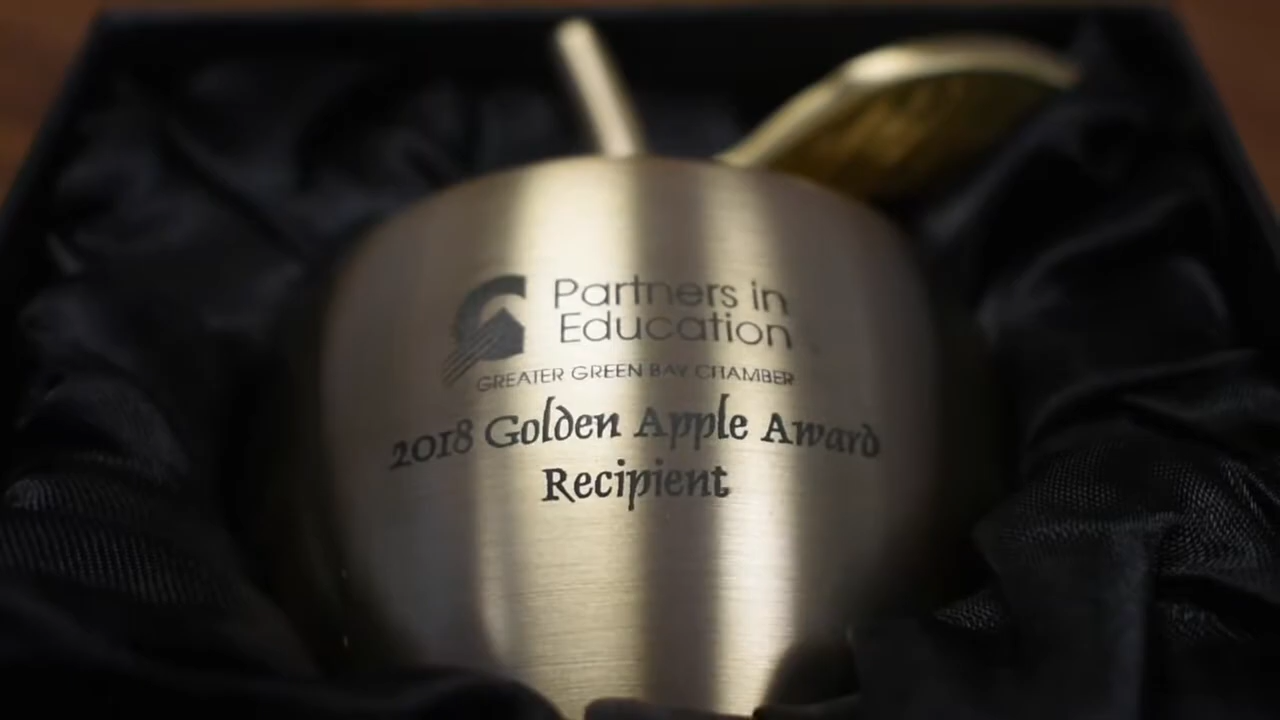 Partners in
Education
GREATER GREEN BAY CHAMBER
2018 Golden Apple Award
Recipient